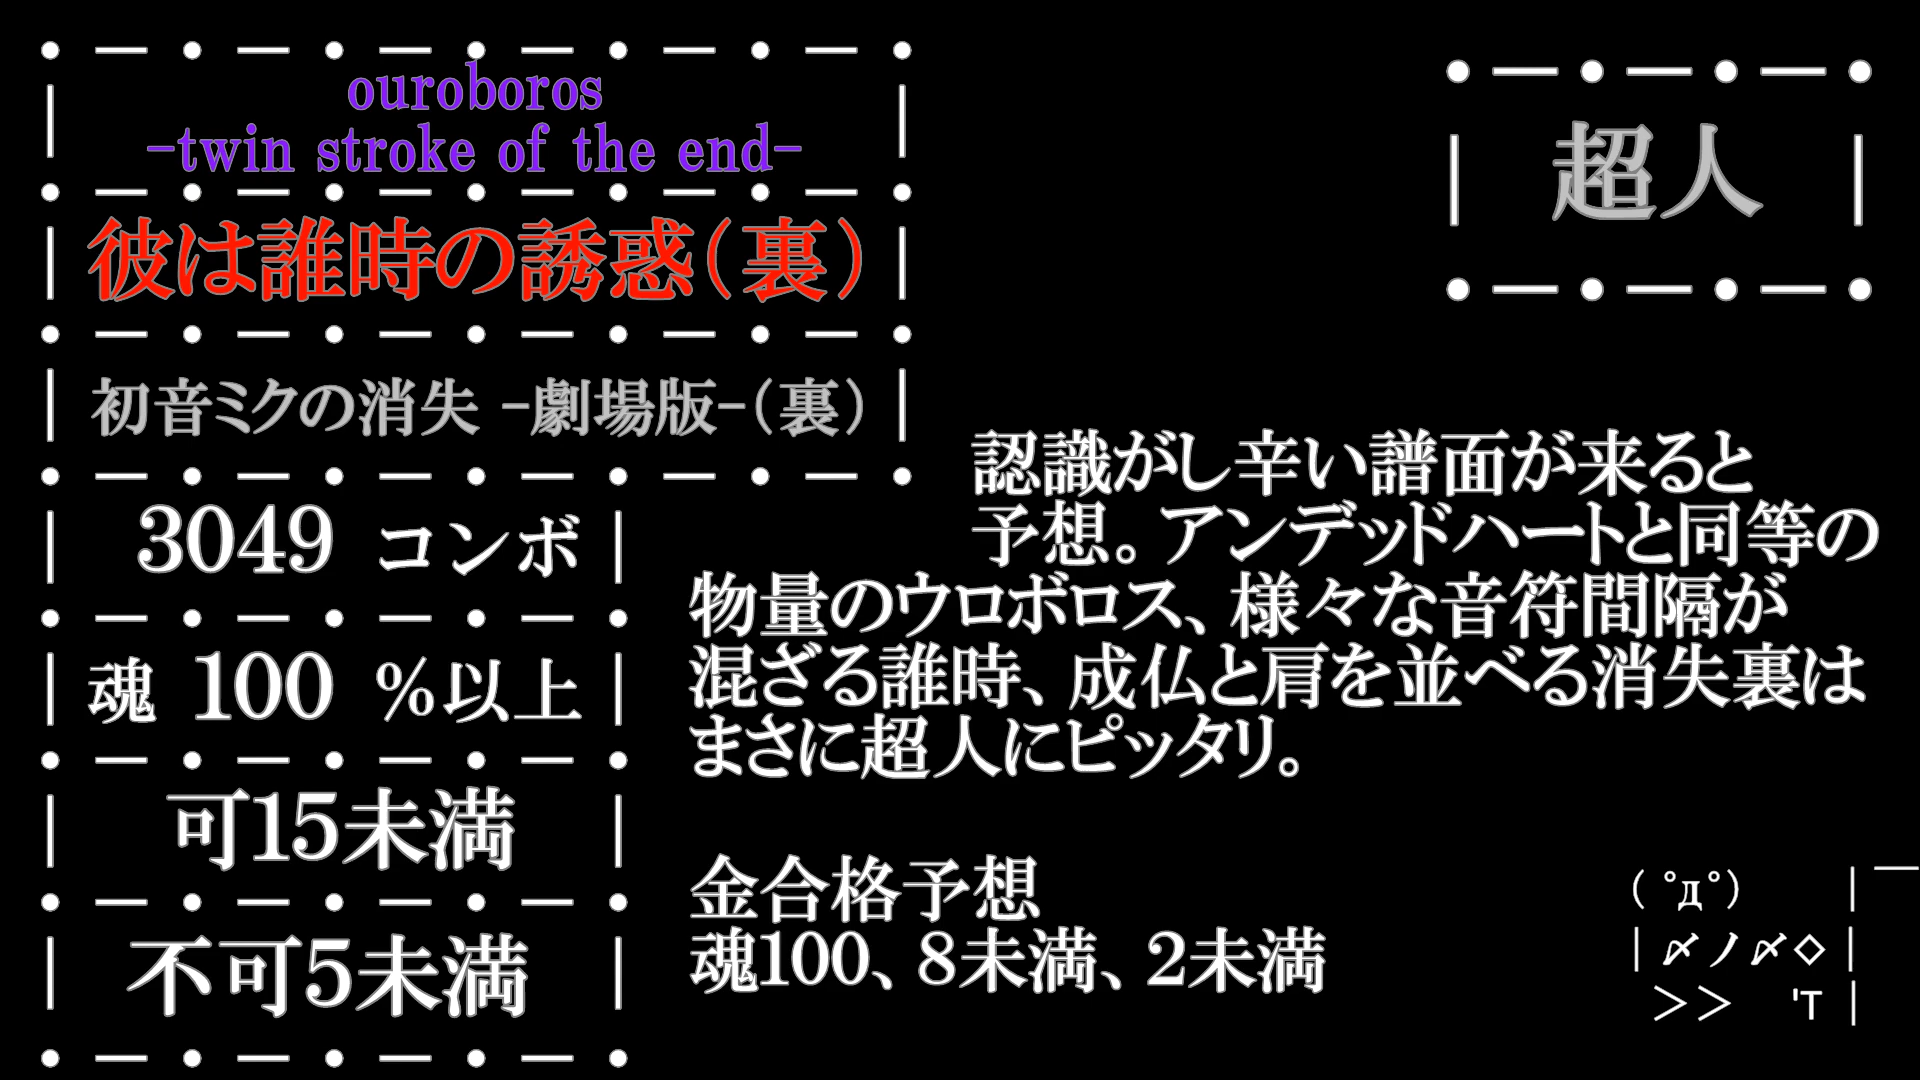 ouroboros
-twin stroke of the end-
彼は誰時の誘惑(裏)
初音ミクの消失 -劇場版-(裏)
3049 コンボ
魂 100 %以上
可15未満
不可5未満
超人
認識がし辛い譜面が来ると
予想。アンデッドハートと同等の
物量のウロボロス、様々な音符間隔が
混ざる誰時、成仏と肩を並べる消失裏は
まさに超人にピッタリ。
金合格予想
魂100、8未満、2未満
( ﾟдﾟ) |￣
|〆ノ〆◇|
>> 'T|